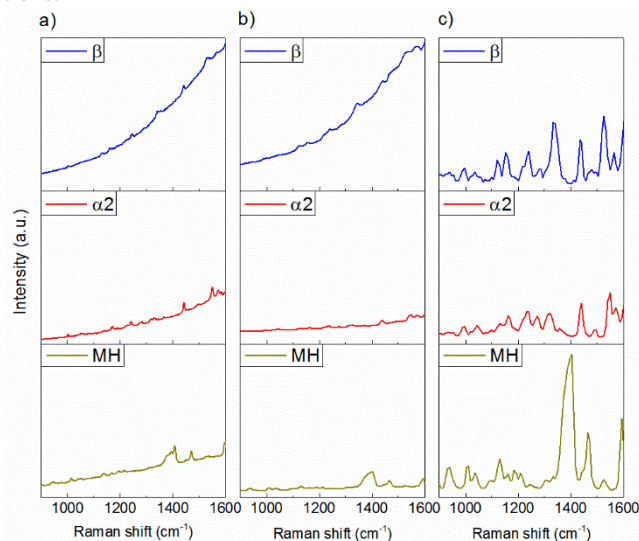 a) b) c)
β β β
α2 α2 α2
MH MH MH
Intensity (a.u.)
1000 1200 1400 1600 1000 1200 1400 1600 1000 1200 1400 1600
Raman shift (cm⁻¹) Raman shift (cm⁻¹) Raman shift (cm⁻¹)